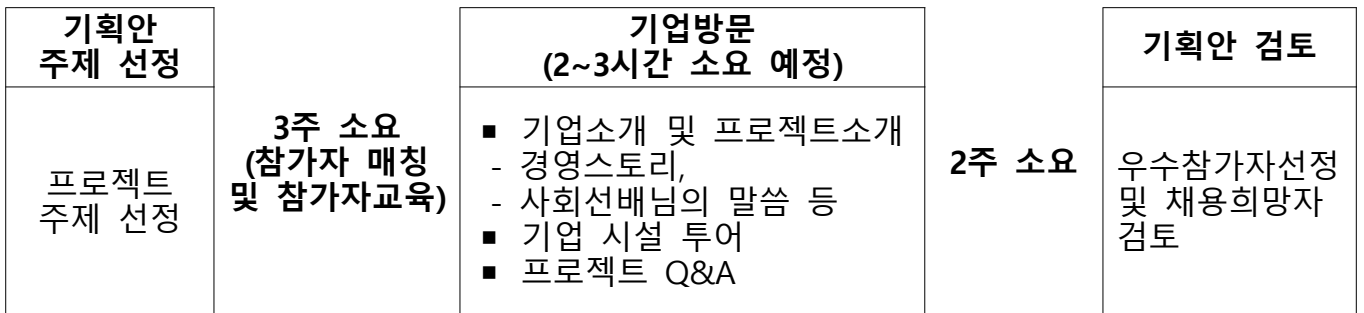 기획안
주제 선정
프로젝트
주제 선정
3주 소요
(참가자 매칭
및 참가자교육)
기업방문
(2~3시간 소요 예정)
■ 기업소개 및 프로젝트소개
- 경영스토리,
- 사회선배님의 말씀 등
■ 기업 시설 투어
■ 프로젝트 Q&A
2주 소요
기획안 검토
우수참가자선정
및 채용희망자
검토